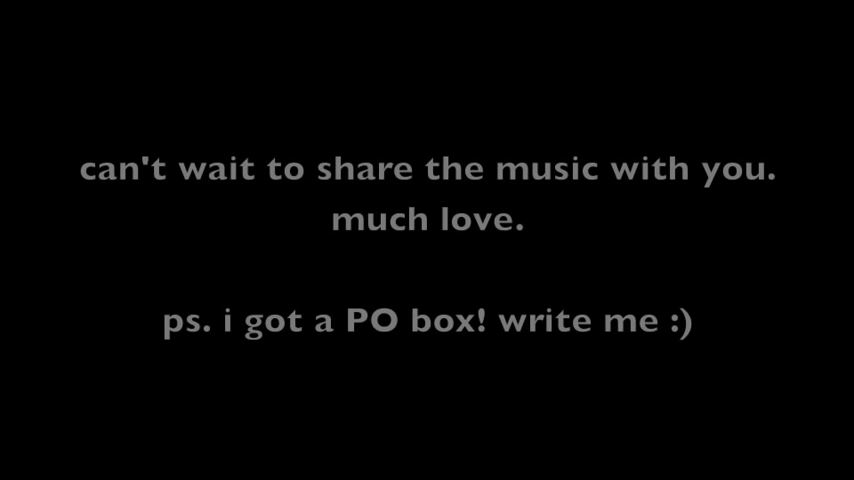 can't wait to share the music with you.
much love.
ps. i got a PO box! write me :)